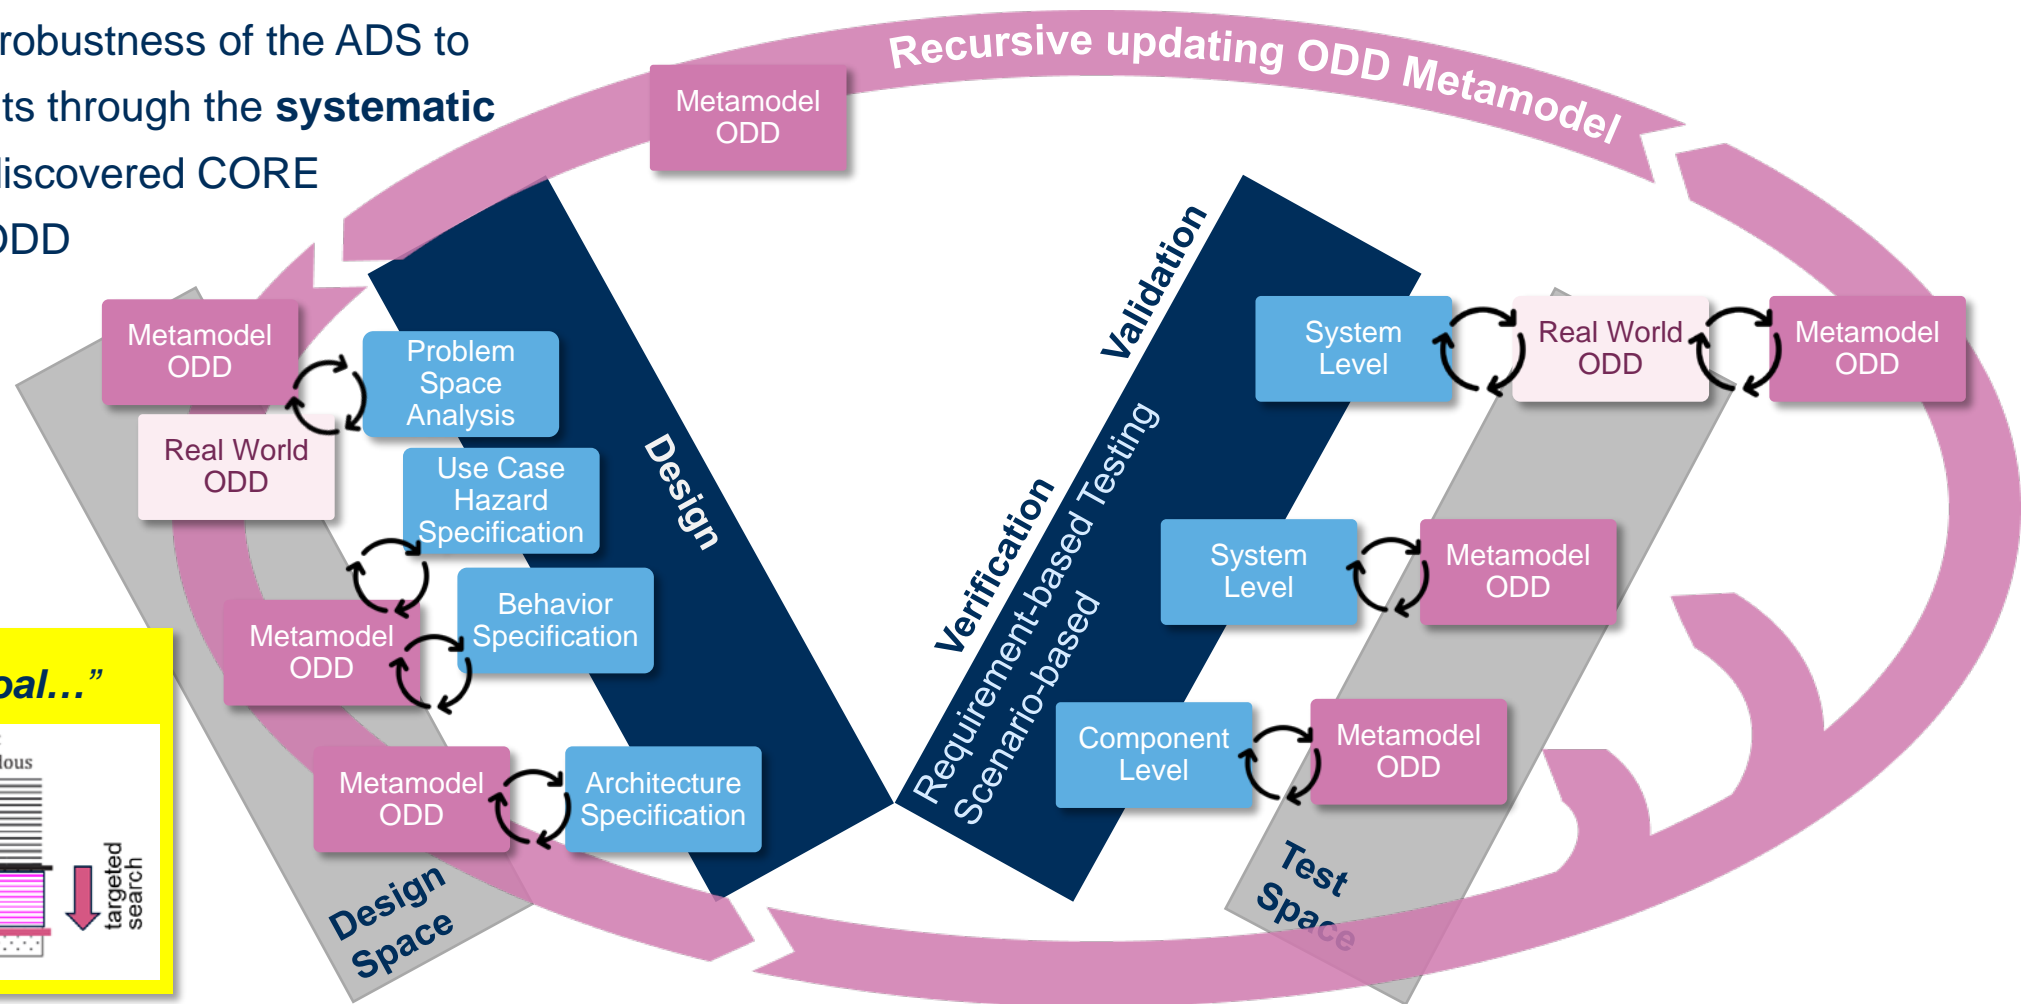 robustness of the ADS to
ts through the systematic
discovered CORE
ODD
Recursive updating ODD Metamodel
Metamodel
ODD
Metamodel
ODD
Real World
ODD
Problem
Space
Analysis
Use Case
Hazard
Specification
Metamodel
ODD
Behavior
Specification
Metamodel
ODD
Architecture
Specification
Design
Design
Space
Validation
Verification
Requirement-based Testing
Scenario-based
System
Level
Real World
ODD
Metamodel
ODD
System
Level
Metamodel
ODD
Component
Level
Metamodel
ODD
Test
Space
oal…”
lous
targeted
search